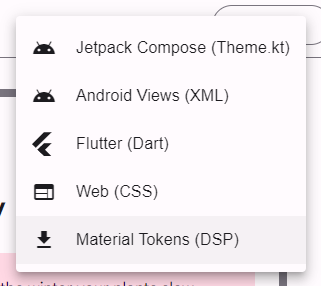 Jetpack Compose (Theme.kt)
Android Views (XML)
Flutter (Dart)
Web (CSS)
Material Tokens (DSP)